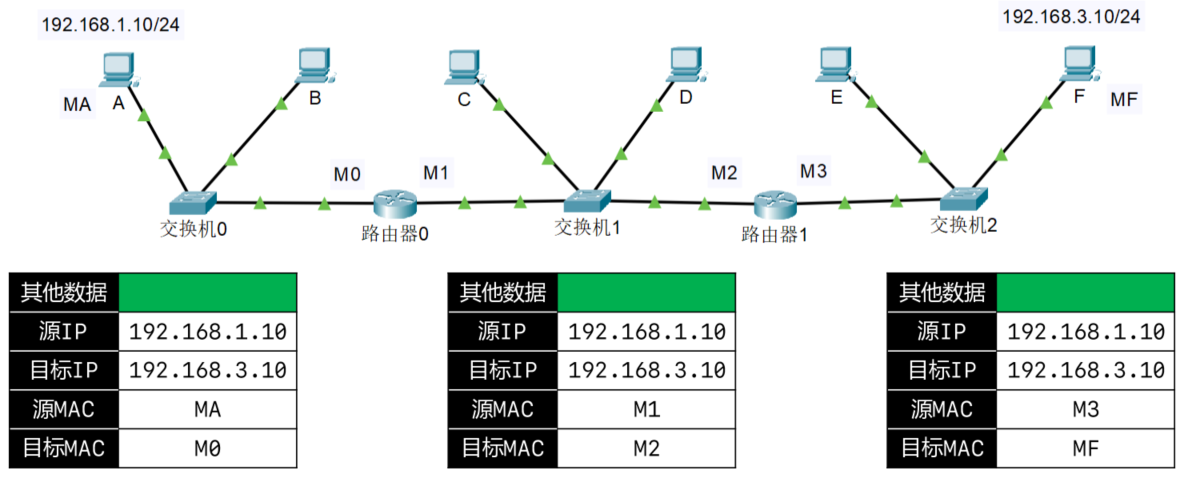 192.168.1.10/24
192.168.3.10/24
MA A B C D E F MF
M0 M1 M2 M3
交换机0 路由器0 交换机1 路由器1 交换机2
其他数据
源IP 192.168.1.10
目标IP 192.168.3.10
源MAC MA
目标MAC M0
其他数据
源IP 192.168.1.10
目标IP 192.168.3.10
源MAC M1
目标MAC M2
其他数据
源IP 192.168.1.10
目标IP 192.168.3.10
源MAC M3
目标MAC MF